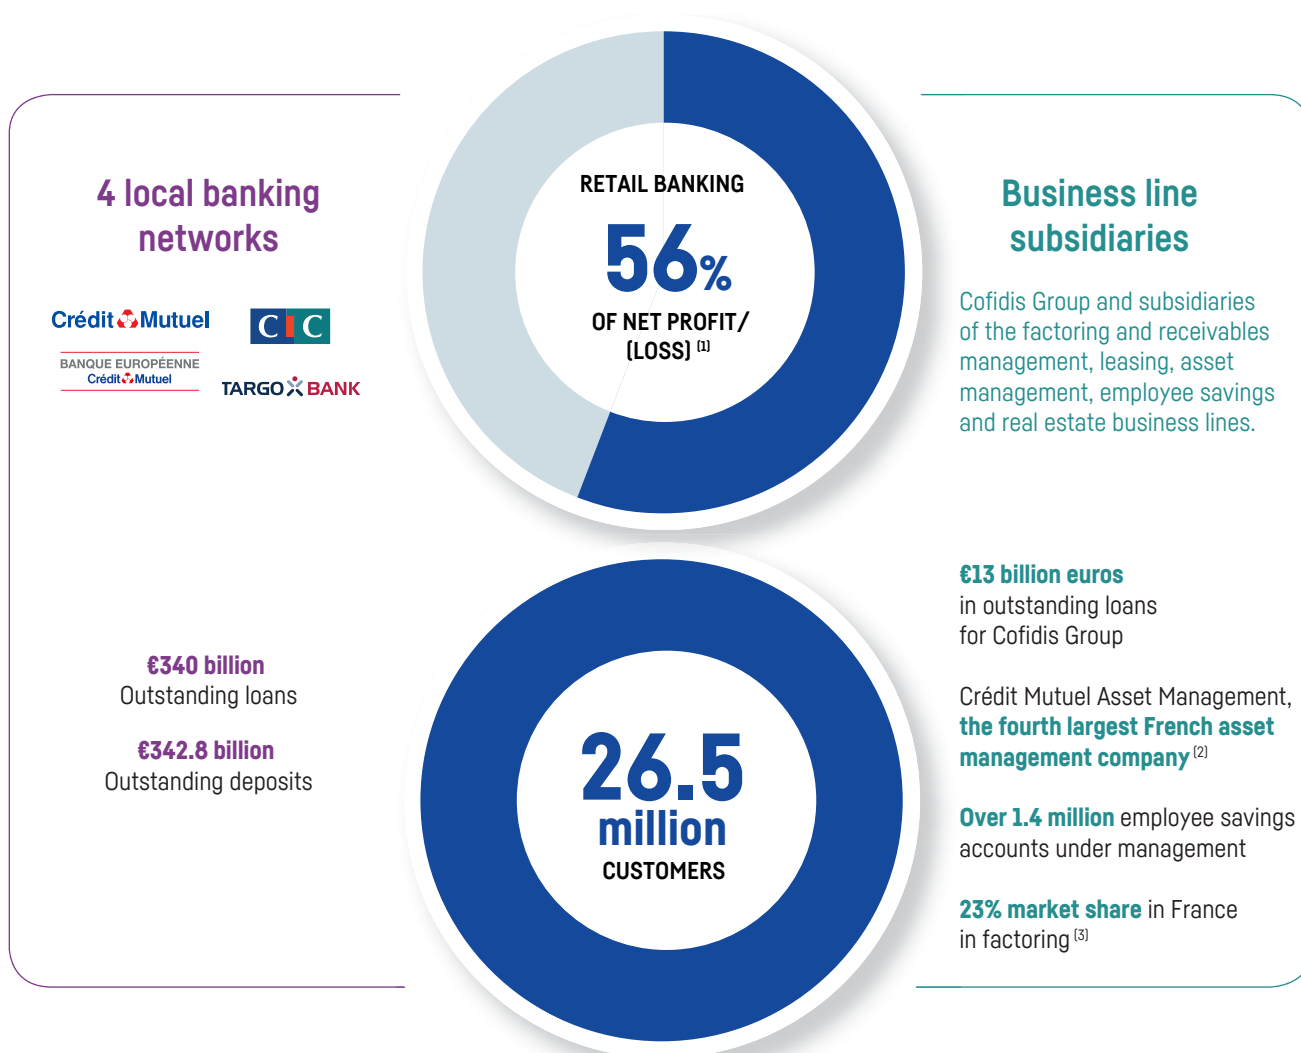 4 local banking
networks
Crédit Mutuel
CIC
BANQUE EUROPÉENNE
Crédit Mutuel
TARGO BANK
€340 billion
Outstanding loans
€342.8 billion
Outstanding deposits
RETAIL BANKING
56%
OF NET PROFIT/
(LOSS) (1)
26.5
million
CUSTOMERS
Business line
subsidiaries
Cofidis Group and subsidiaries
of the factoring and receivables
management, leasing, asset
management, employee savings
and real estate business lines.
€13 billion euros
in outstanding loans
for Cofidis Group
Crédit Mutuel Asset Management,
the fourth largest French asset
management company (2)
Over 1.4 million employee savings
accounts under management
23% market share in France
in factoring (3)